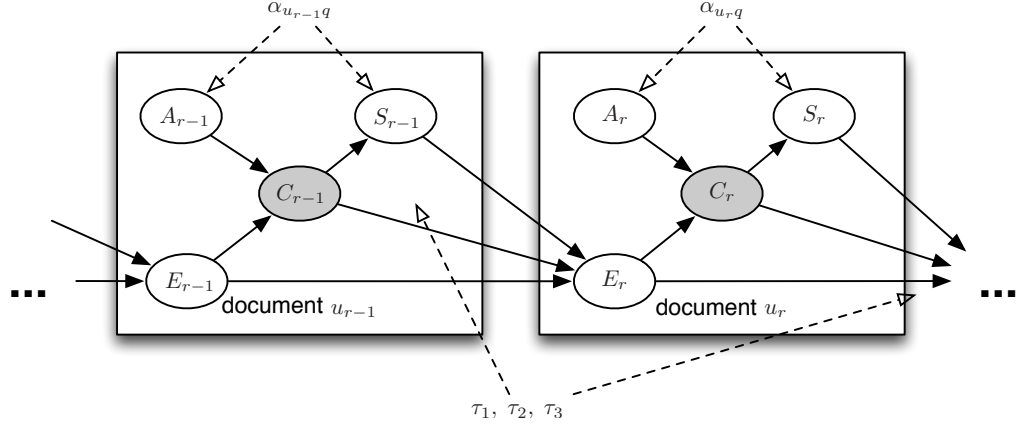 α_{u_{r−1}q}
α_{u_r q}
A_{r−1}
S_{r−1}
A_r
S_r
C_{r−1}
C_r
E_{r−1}
E_r
...
...
document u_{r−1}
document u_r
τ_1, τ_2, τ_3